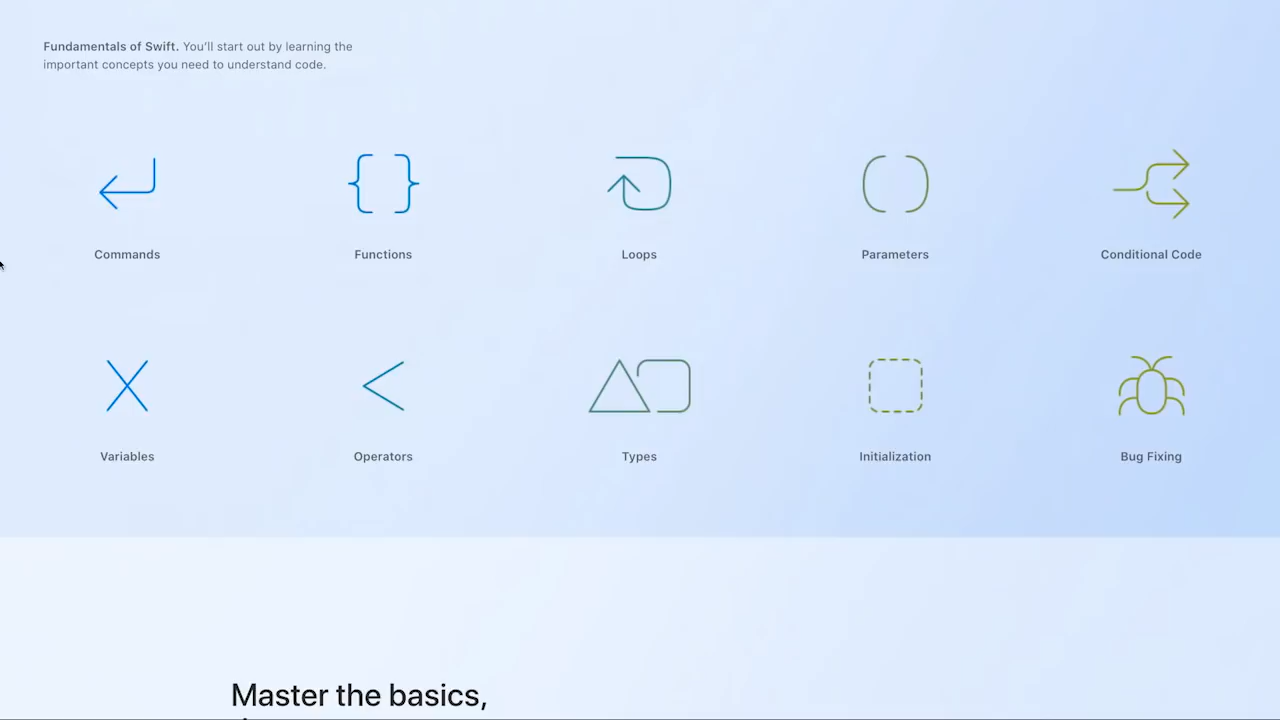 Fundamentals of Swift. You'll start out by learning the
important concepts you need to understand code.
Commands
Functions
Loops
Parameters
Conditional Code
Variables
Operators
Types
Initialization
Bug Fixing
Master the basics,